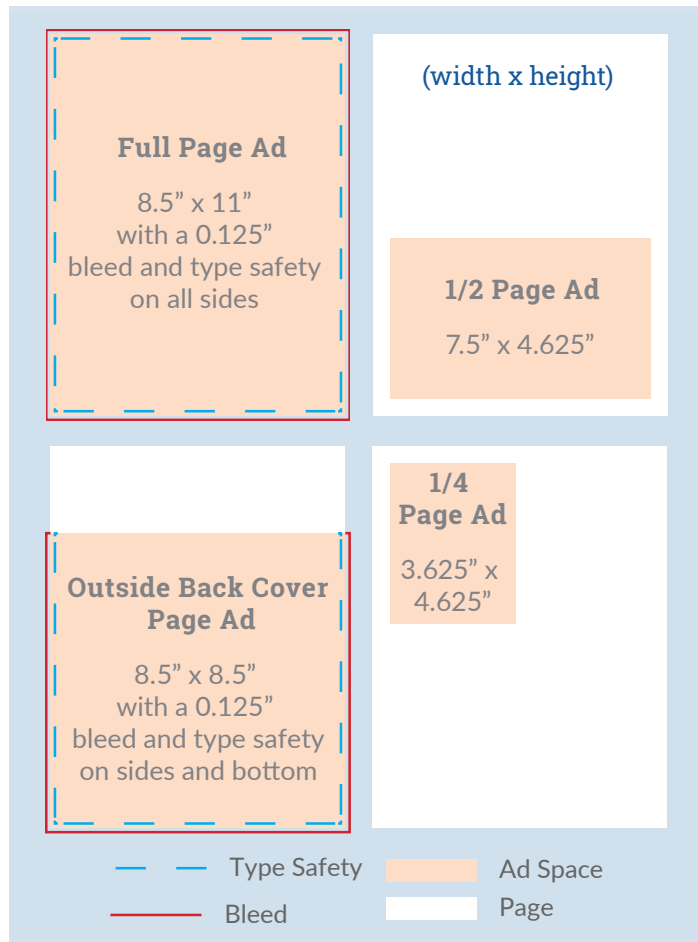 Full Page Ad
8.5” x 11”
with a 0.125”
bleed and type safety
on all sides
(width x height)
1/2 Page Ad
7.5” x 4.625”
Outside Back Cover
Page Ad
8.5” x 8.5”
with a 0.125”
bleed and type safety
on sides and bottom
1/4
Page Ad
3.625” x
4.625”
Type Safety
Ad Space
Bleed
Page